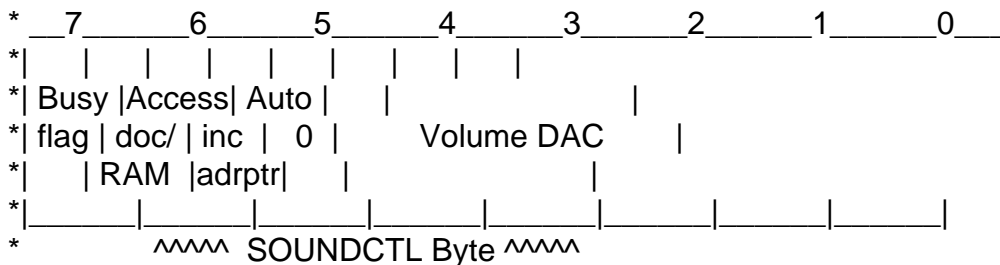 * __7______6______5______4______3______2______1______0___
*| | | | | | | | |
*| Busy |Access| Auto | | |
*| flag | doc/ | inc | 0 | Volume DAC |
*| | RAM |adrptr| | |
*|______|______|______|______|______|______|______|______|
* ^^^^^ SOUNDCTL Byte ^^^^^